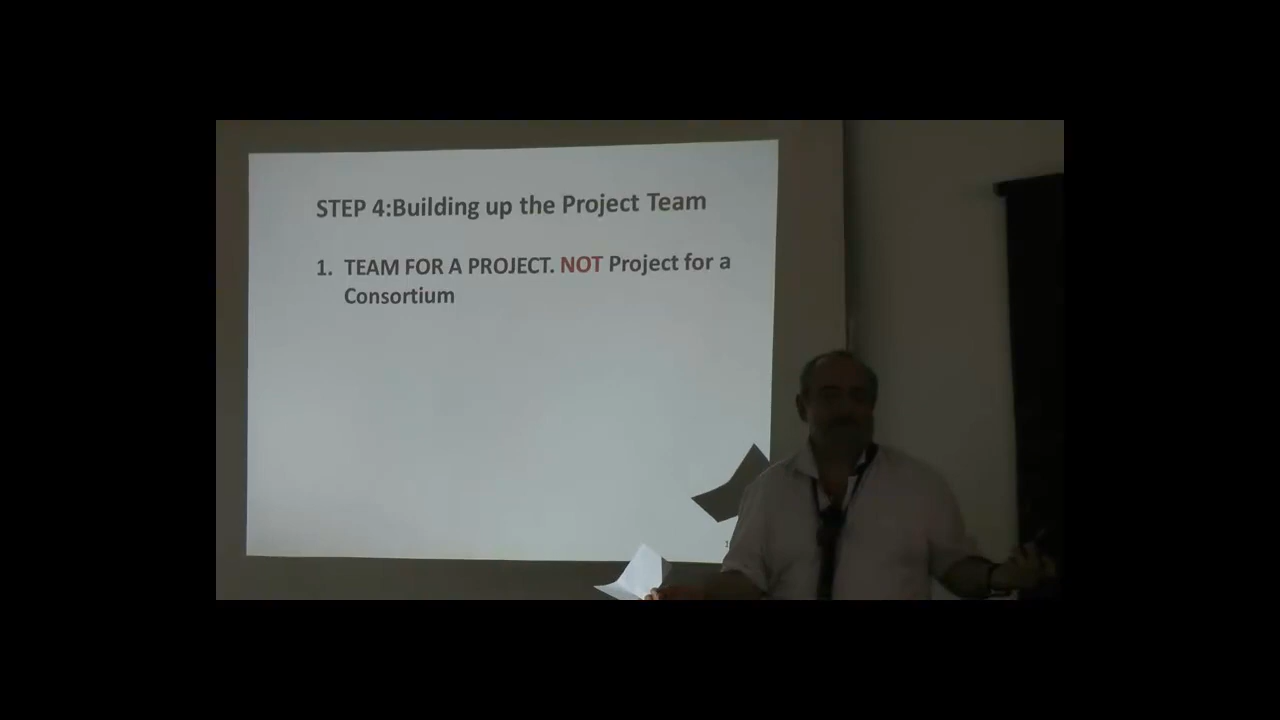 STEP 4:Building up the Project Team
1. TEAM FOR A PROJECT. NOT Project for a
Consortium